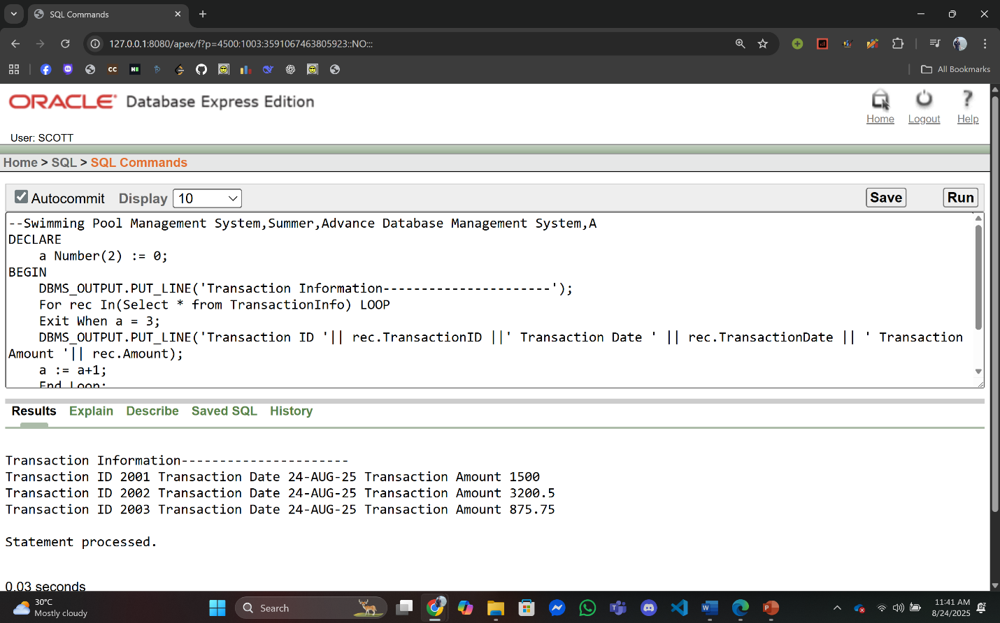 SQL Commands
127.0.0.1:8080/apex/f?p=4500:1003:3591067463805923::NO:::
All Bookmarks
ORACLE Database Express Edition
Home Logout Help
User: SCOTT
Home > SQL > SQL Commands
Autocommit Display 10 Save Run
--Swimming Pool Management System,Summer,Advance Database Management System,A
DECLARE
a Number(2) := 0;
BEGIN
DBMS_OUTPUT.PUT_LINE('Transaction Information----------------------');
For rec In(Select * from TransactionInfo) LOOP
Exit When a = 3;
DBMS_OUTPUT.PUT_LINE('Transaction ID '|| rec.TransactionID ||' Transaction Date ' || rec.TransactionDate || ' Transaction
Amount '|| rec.Amount);
a := a+1;
End Loop;
Results Explain Describe Saved SQL History
Transaction Information----------------------
Transaction ID 2001 Transaction Date 24-AUG-25 Transaction Amount 1500
Transaction ID 2002 Transaction Date 24-AUG-25 Transaction Amount 3200.5
Transaction ID 2003 Transaction Date 24-AUG-25 Transaction Amount 875.75
Statement processed.
0.03 seconds
30°C
Mostly cloudy
Search
11:41 AM
8/24/2025